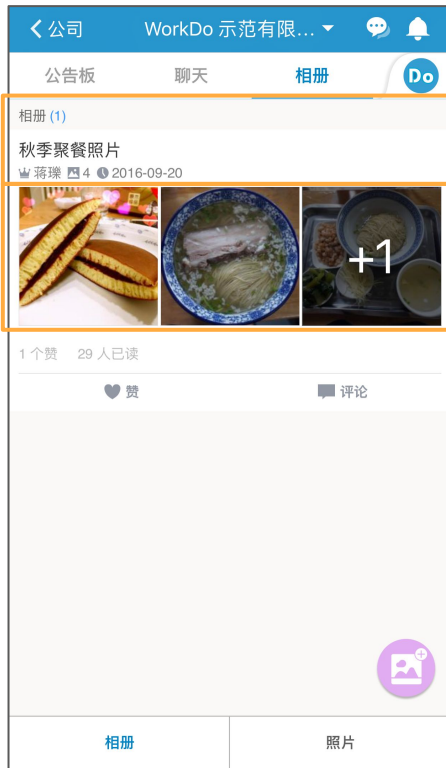 公司 WorkDo 示范有限...
公告板 聊天 相册 Do
相册 (1)
秋季聚餐照片
蒋瓅 4 2016-09-20
+1
1 个赞 29 人已读
赞 评论
相册 照片